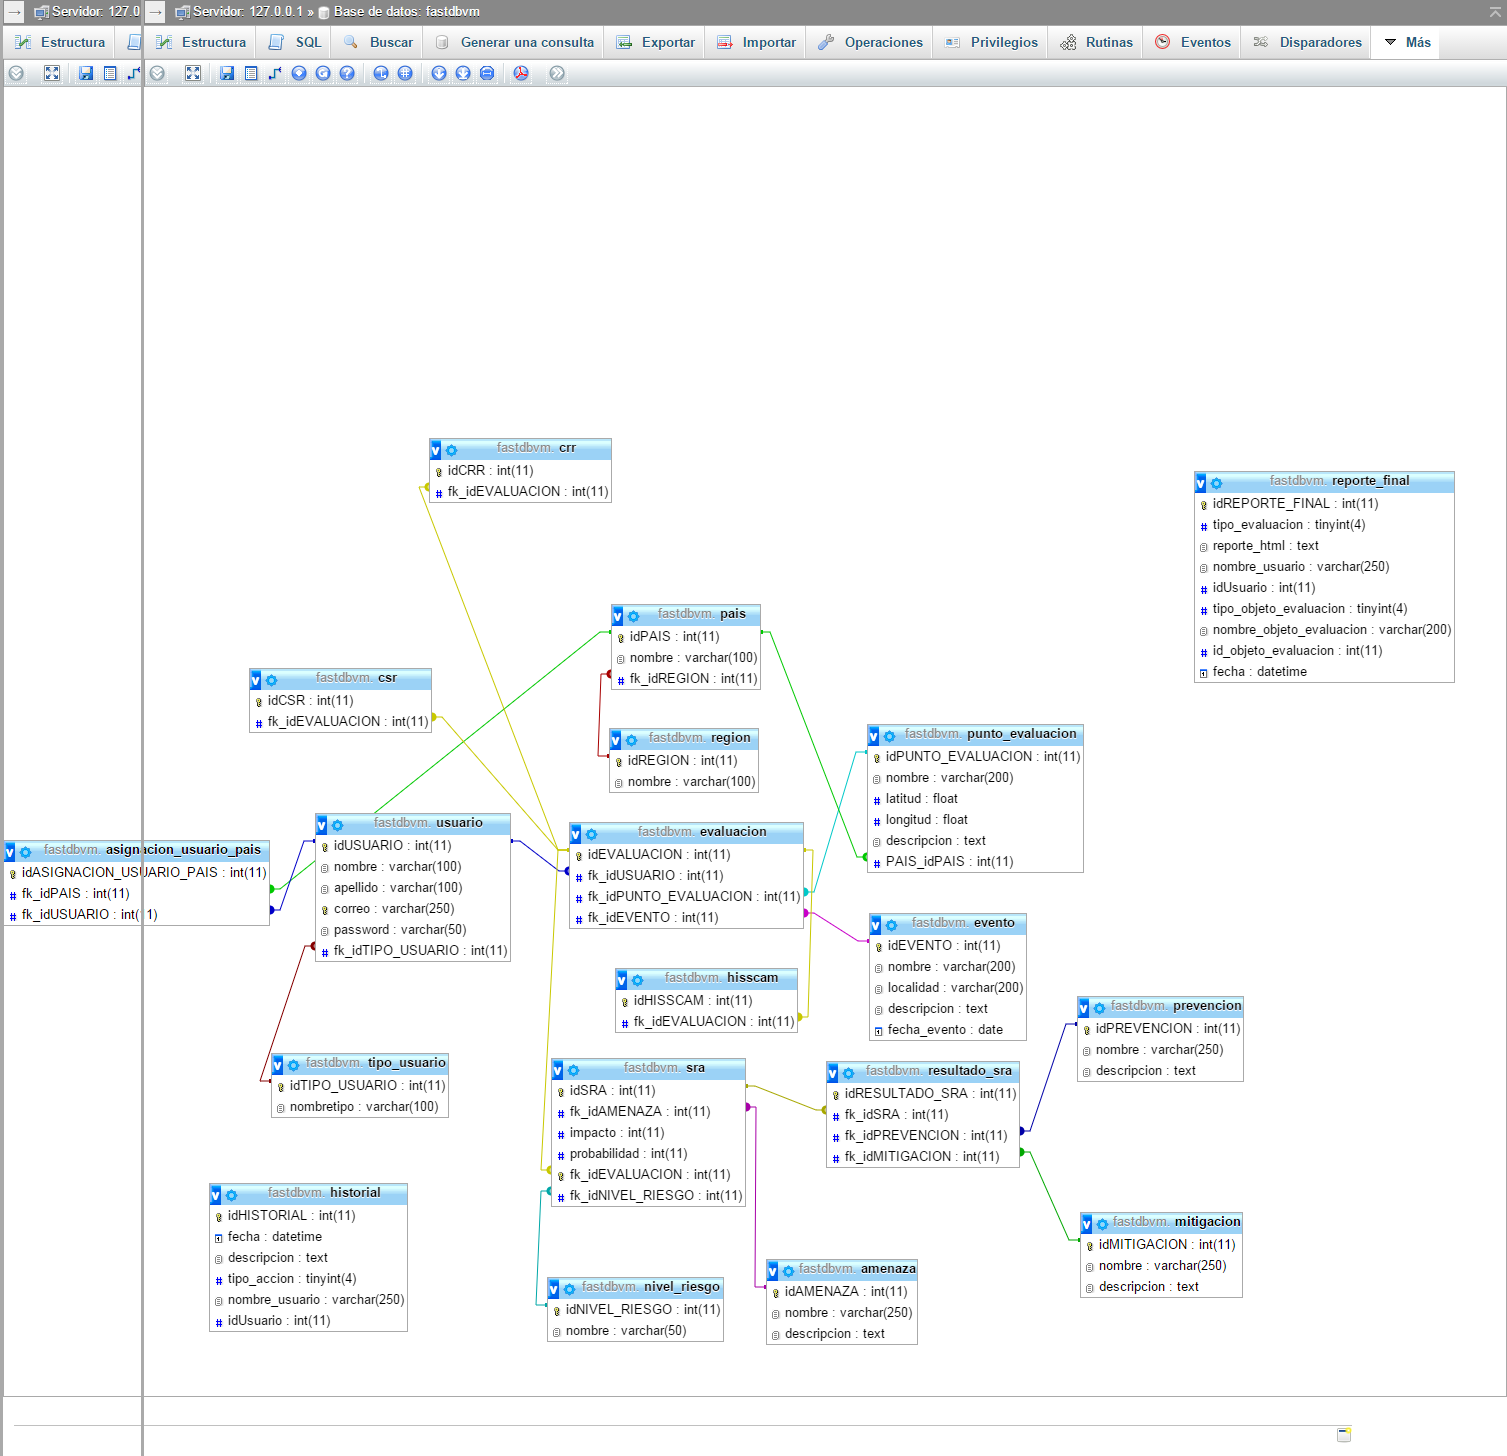 Servidor: 127.0
Servidor: 127.0.0.1 » Base de datos: fastdbvm
Estructura
Estructura SQL Buscar Generar una consulta Exportar Importar Operaciones Privilegios Rutinas Eventos Disparadores Más
fastdbvm. crr
idCRR : int(11)
fk_idEVALUACION : int(11)
fastdbvm. reporte_final
idREPORTE_FINAL : int(11)
tipo_evaluacion : tinyint(4)
reporte_html : text
nombre_usuario : varchar(250)
idUsuario : int(11)
tipo_objeto_evaluacion : tinyint(4)
nombre_objeto_evaluacion : varchar(200)
id_objeto_evaluacion : int(11)
fecha : datetime
fastdbvm. pais
idPAIS : int(11)
nombre : varchar(100)
fk_idREGION : int(11)
fastdbvm. csr
idCSR : int(11)
fk_idEVALUACION : int(11)
fastdbvm. region
idREGION : int(11)
nombre : varchar(100)
fastdbvm. punto_evaluacion
idPUNTO_EVALUACION : int(11)
nombre : varchar(200)
latitud : float
longitud : float
descripcion : text
PAIS_idPAIS : int(11)
fastdbvm. asignacion_usuario_pais
idASIGNACION_USUARIO_PAIS : int(11)
fk_idPAIS : int(11)
fk_idUSUARIO : int(11)
fastdbvm. usuario
idUSUARIO : int(11)
nombre : varchar(100)
apellido : varchar(100)
correo : varchar(250)
password : varchar(50)
fk_idTIPO_USUARIO : int(11)
fastdbvm. evaluacion
idEVALUACION : int(11)
fk_idUSUARIO : int(11)
fk_idPUNTO_EVALUACION : int(11)
fk_idEVENTO : int(11)
fastdbvm. evento
idEVENTO : int(11)
nombre : varchar(200)
localidad : varchar(200)
descripcion : text
fecha_evento : date
fastdbvm. hisscam
idHISSCAM : int(11)
fk_idEVALUACION : int(11)
fastdbvm. prevencion
idPREVENCION : int(11)
nombre : varchar(250)
descripcion : text
fastdbvm. tipo_usuario
idTIPO_USUARIO : int(11)
nombretipo : varchar(100)
fastdbvm. sra
idSRA : int(11)
fk_idAMENAZA : int(11)
impacto : int(11)
probabilidad : int(11)
fk_idEVALUACION : int(11)
fk_idNIVEL_RIESGO : int(11)
fastdbvm. resultado_sra
idRESULTADO_SRA : int(11)
fk_idSRA : int(11)
fk_idPREVENCION : int(11)
fk_idMITIGACION : int(11)
fastdbvm. historial
idHISTORIAL : int(11)
fecha : datetime
descripcion : text
tipo_accion : tinyint(4)
nombre_usuario : varchar(250)
idUsuario : int(11)
fastdbvm. mitigacion
idMITIGACION : int(11)
nombre : varchar(250)
descripcion : text
fastdbvm. nivel_riesgo
idNIVEL_RIESGO : int(11)
nombre : varchar(50)
fastdbvm. amenaza
idAMENAZA : int(11)
nombre : varchar(250)
descripcion : text